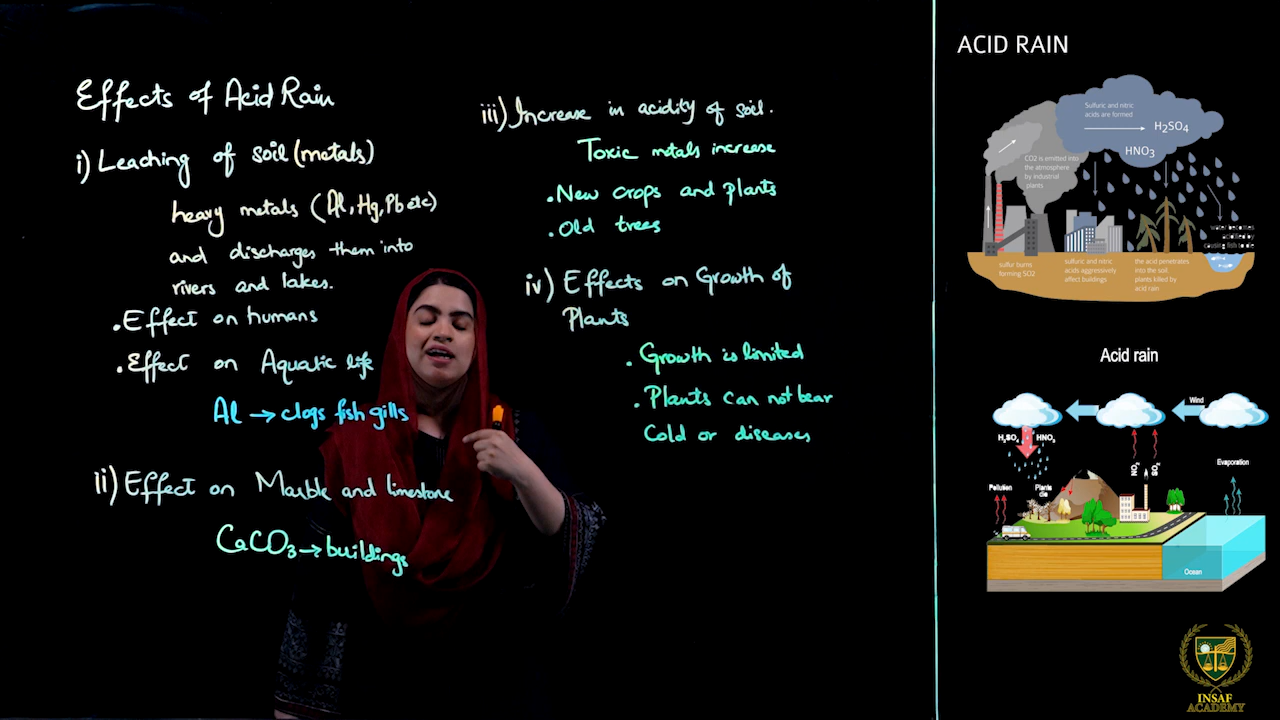 Effects of Acid Rain
i) Leaching of soil (metals)
heavy metals (Al, Hg, Pb etc)
and discharges them into
rivers and lakes.
.Effect on humans
.Effect on Aquatic life
Al → clogs fish gills
ii) Effect on Marble and limestone
CaCO3 → buildings
iii) Increase in acidity of soil.
Toxic metals increase
.New crops and plants
.Old trees
iv) Effects on Growth of
Plants
. Growth is limited
. Plants can not bear
Cold or diseases
ACID RAIN
Sulfuric and nitric
acids are formed
H2SO4
HNO3
CO2 is emitted into
the atmosphere
by industrial
plants
sulfur burns
forming SO2
sulfuric and nitric
acids aggressively
affect buildings
the acid penetrates
into the soil,
plants killed by
acid rain
water becomes
Acid rain
Wind
H2SO4 HNO3
NO2 SO2
Evaporation
Pollution
Plants
die
Ocean
INSAF
ACADEMY